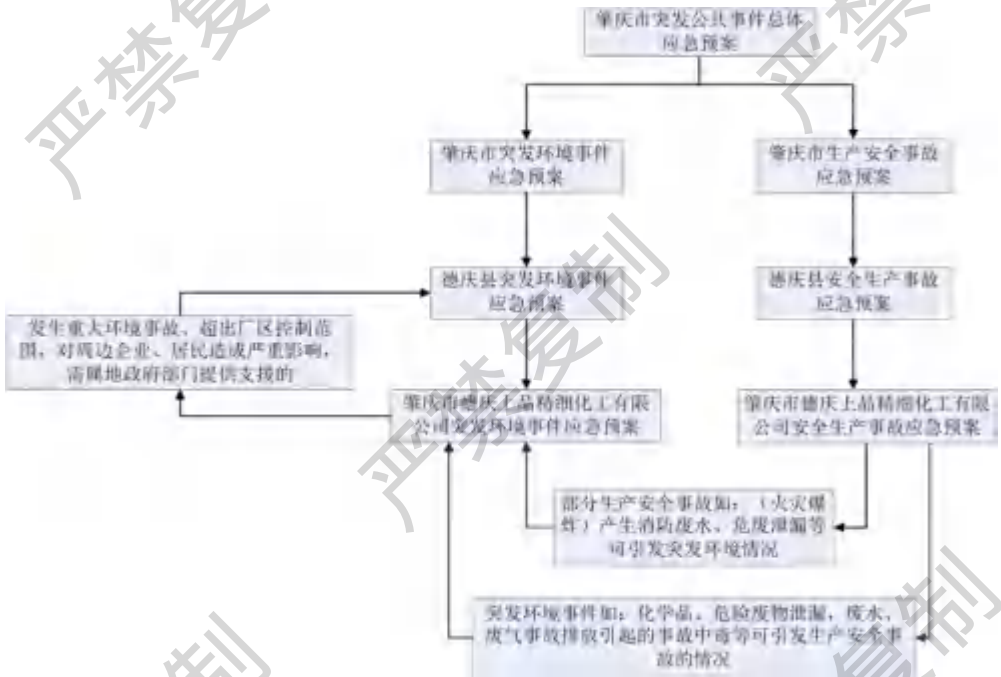 肇庆市突发公共事件总体
应急预案
肇庆市突发环境事件
应急预案
肇庆市生产安全事故
应急预案
德庆县突发环境事件
应急预案
德庆县安全生产事故
应急预案
发生重大环境事故、超出厂区控制范
围，对周边企业、居民造成严重影响，
需属地政府部门提供支援的
肇庆市德庆上品精细化工有限
公司突发环境事件应急预案
肇庆市德庆上品精细化工有限
公司安全生产事故应急预案
部分生产安全事故如：（火灾爆
炸）产生消防废水、危废泄漏等
可引发突发环境情况
突发环境事件如：化学品、危险废物泄漏，废水、
废气事故排放引起的事故中毒等可引发生产安全事
故的情况
严禁
严禁
严禁复制
制
复制